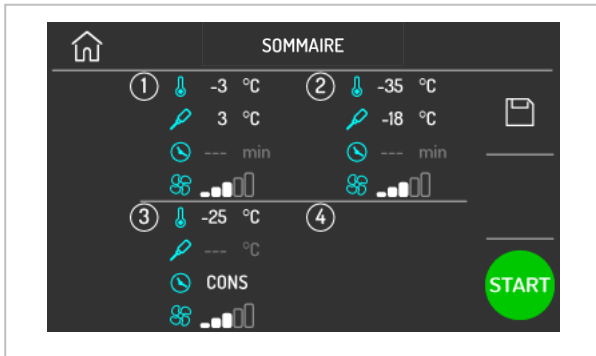 SOMMAIRE
1 -3 °C 2 -35 °C
3 °C -18 °C
--- min --- min
3 -25 °C 4
--- °C
CONS
START